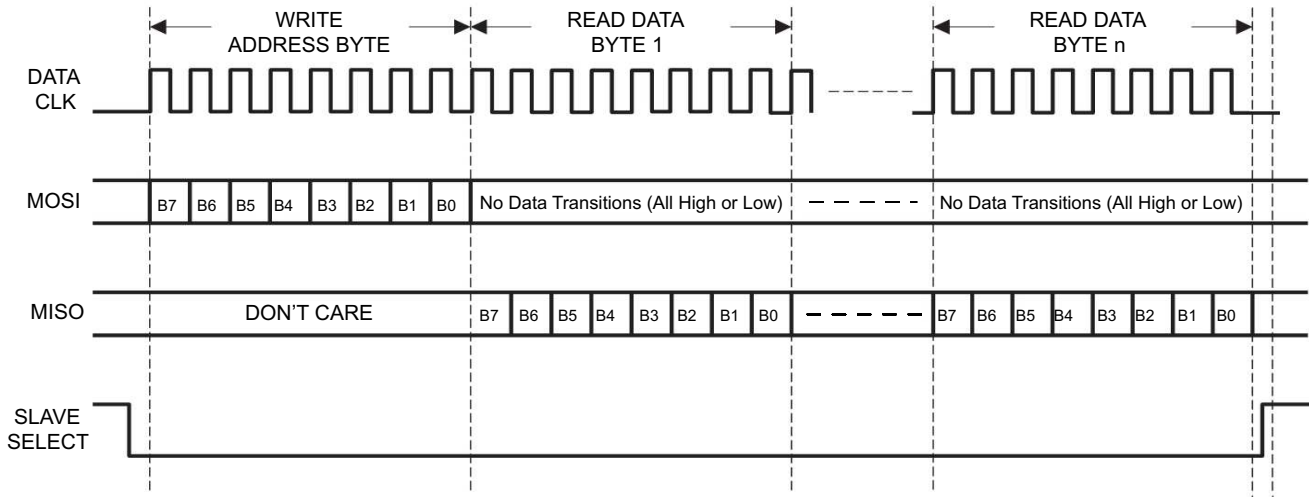 WRITE
ADDRESS BYTE
READ DATA
BYTE 1
READ DATA
BYTE n
DATA
CLK
MOSI
B7 B6 B5 B4 B3 B2 B1 B0 No Data Transitions (All High or Low) No Data Transitions (All High or Low)
MISO
DON'T CARE B7 B6 B5 B4 B3 B2 B1 B0 B7 B6 B5 B4 B3 B2 B1 B0
SLAVE
SELECT